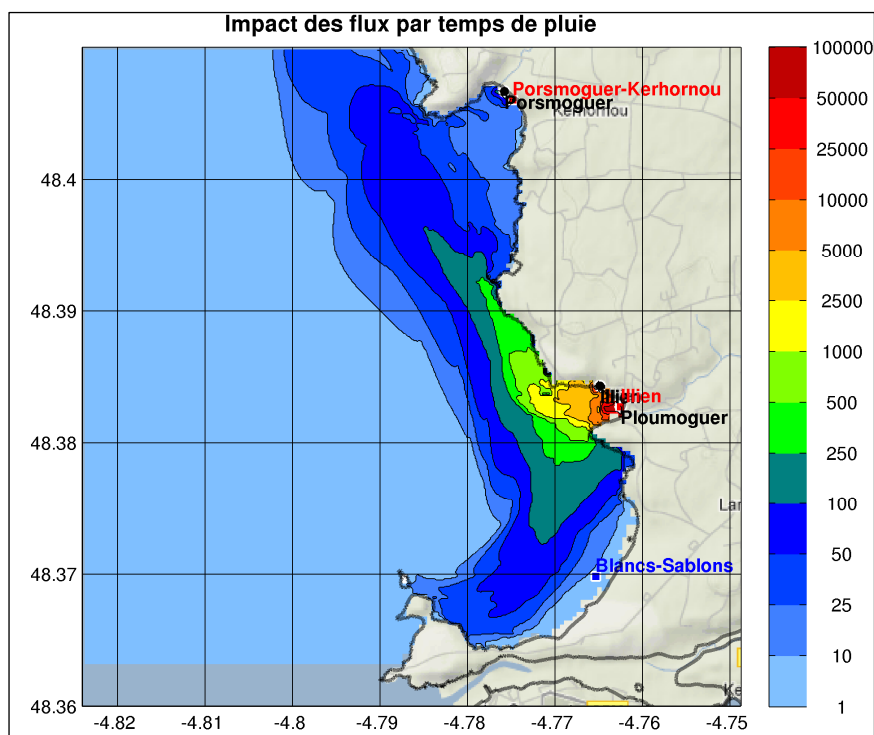 Impact des flux par temps de pluie
100000
50000
25000
10000
5000
2500
1000
500
250
100
50
25
10
1
Porsmoguer-Kerhornou
Porsmoguer
Kerhornou
48.4
48.39
48.38
48.37
48.36
Illien
Illien
Ploumoguer
Lar
Blancs-Sablons
Ke
-4.82
-4.81
-4.8
-4.79
-4.78
-4.77
-4.76
-4.75